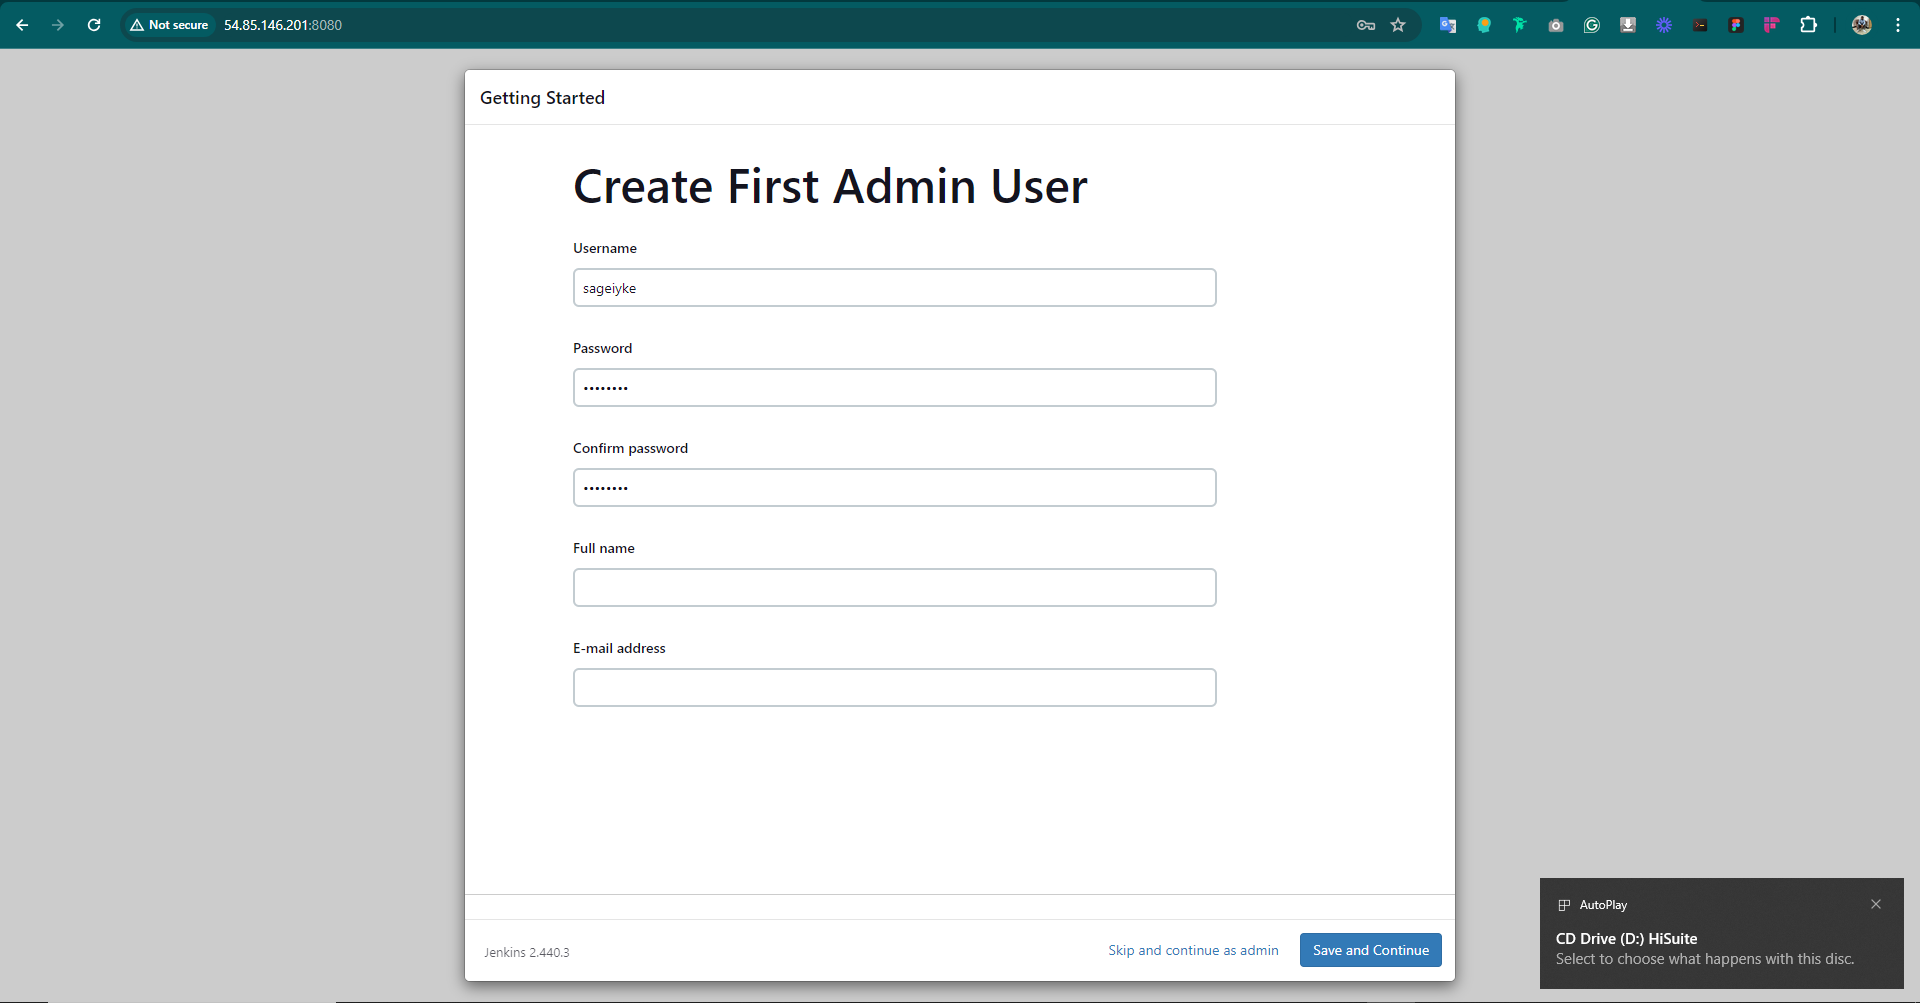 Not secure 54.85.146.201:8080
Getting Started
Create First Admin User
Username
sageiyke
Password
••••••••
Confirm password
••••••••
Full name
E-mail address
Jenkins 2.440.3
Skip and continue as admin
Save and Continue
AutoPlay
CD Drive (D:) HiSuite
Select to choose what happens with this disc.